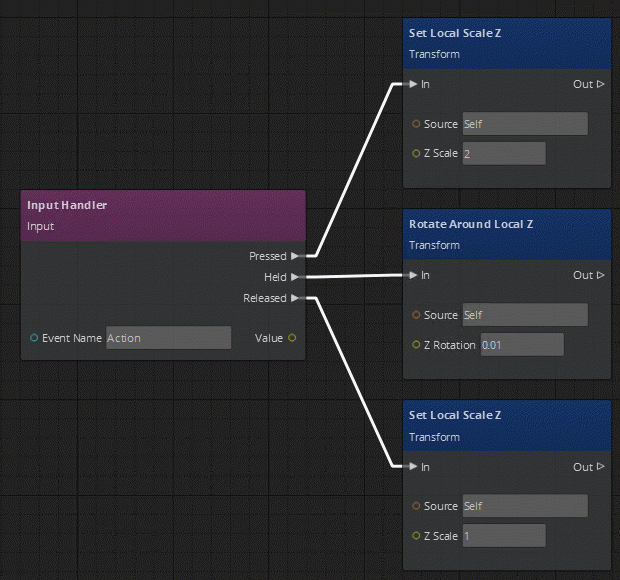 Set Local Scale Z
Transform
In Out
Source Self
Z Scale 2
Input Handler
Input
Pressed
Held
Released
Event Name Action Value
Rotate Around Local Z
Transform
In Out
Source Self
Z Rotation 0.01
Set Local Scale Z
Transform
In Out
Source Self
Z Scale 1